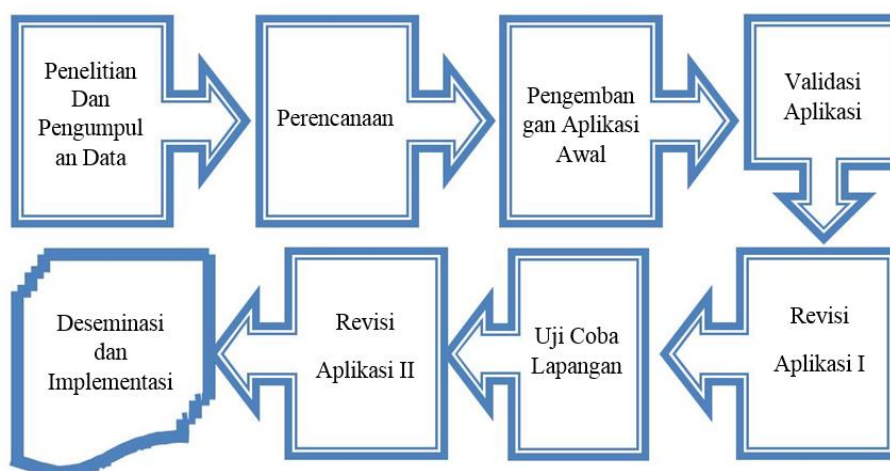 Penelitian
Dan
Pengumpul
an Data
Perencanaan
Pengemban
gan Aplikasi
Awal
Validasi
Aplikasi
Revisi
Aplikasi I
Uji Coba
Lapangan
Revisi
Aplikasi II
Deseminasi
dan
Implementasi